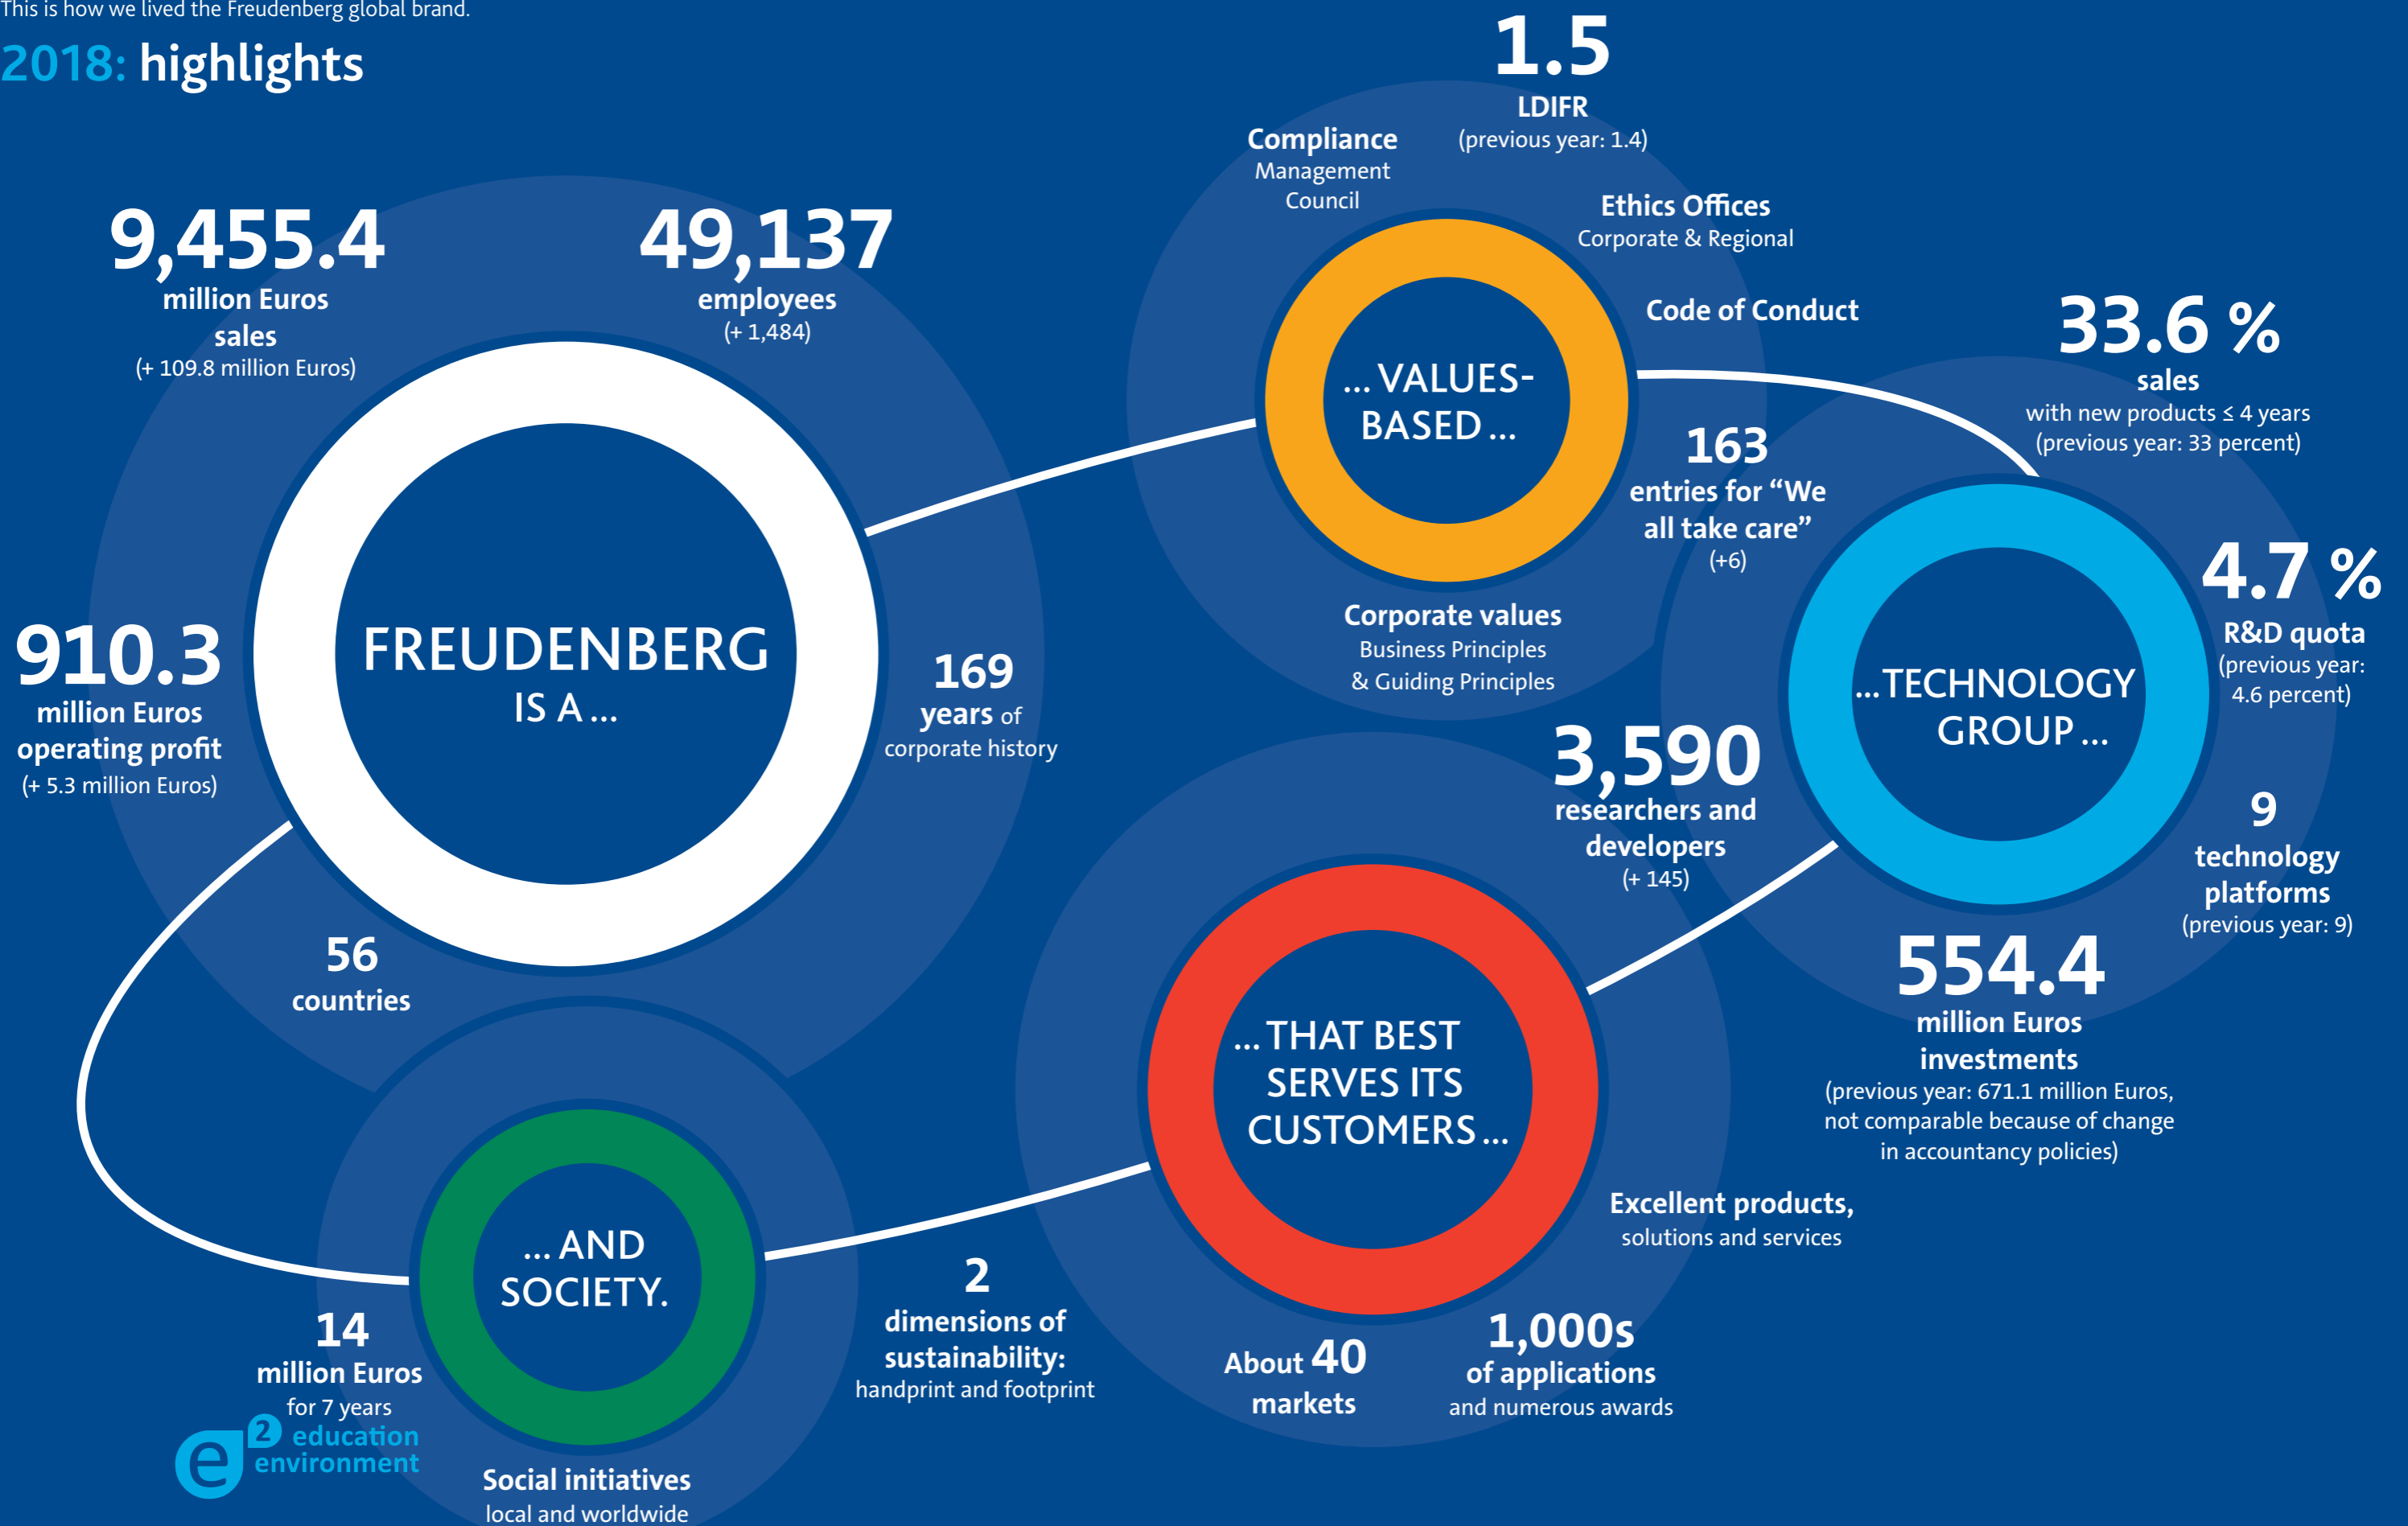 This is how we lived the Freudenberg global brand.
2018: highlights
9,455.4
million Euros
sales
(+ 109.8 million Euros)
49,137
employees
(+ 1,484)
910.3
million Euros
operating profit
(+ 5.3 million Euros)
FREUDENBERG
IS A ...
169
years of
corporate history
56
countries
1.5
LDIFR
(previous year: 1.4)
Compliance
Management
Council
Ethics Offices
Corporate & Regional
Code of Conduct
... VALUES-
BASED ...
163
entries for “We
all take care”
(+6)
Corporate values
Business Principles
& Guiding Principles
33.6 %
sales
with new products ≤ 4 years
(previous year: 33 percent)
4.7 %
R&D quota
(previous year:
4.6 percent)
...TECHNOLOGY
GROUP ...
3,590
researchers and
developers
(+ 145)
9
technology
platforms
(previous year: 9)
554.4
million Euros
investments
(previous year: 671.1 million Euros,
not comparable because of change
in accountancy policies)
... THAT BEST
SERVES ITS
CUSTOMERS ...
Excellent products,
solutions and services
About 40
markets
1,000s
of applications
and numerous awards
2
dimensions of
sustainability:
handprint and footprint
... AND
SOCIETY.
14
million Euros
for 7 years
e2 education
environment
Social initiatives
local and worldwide